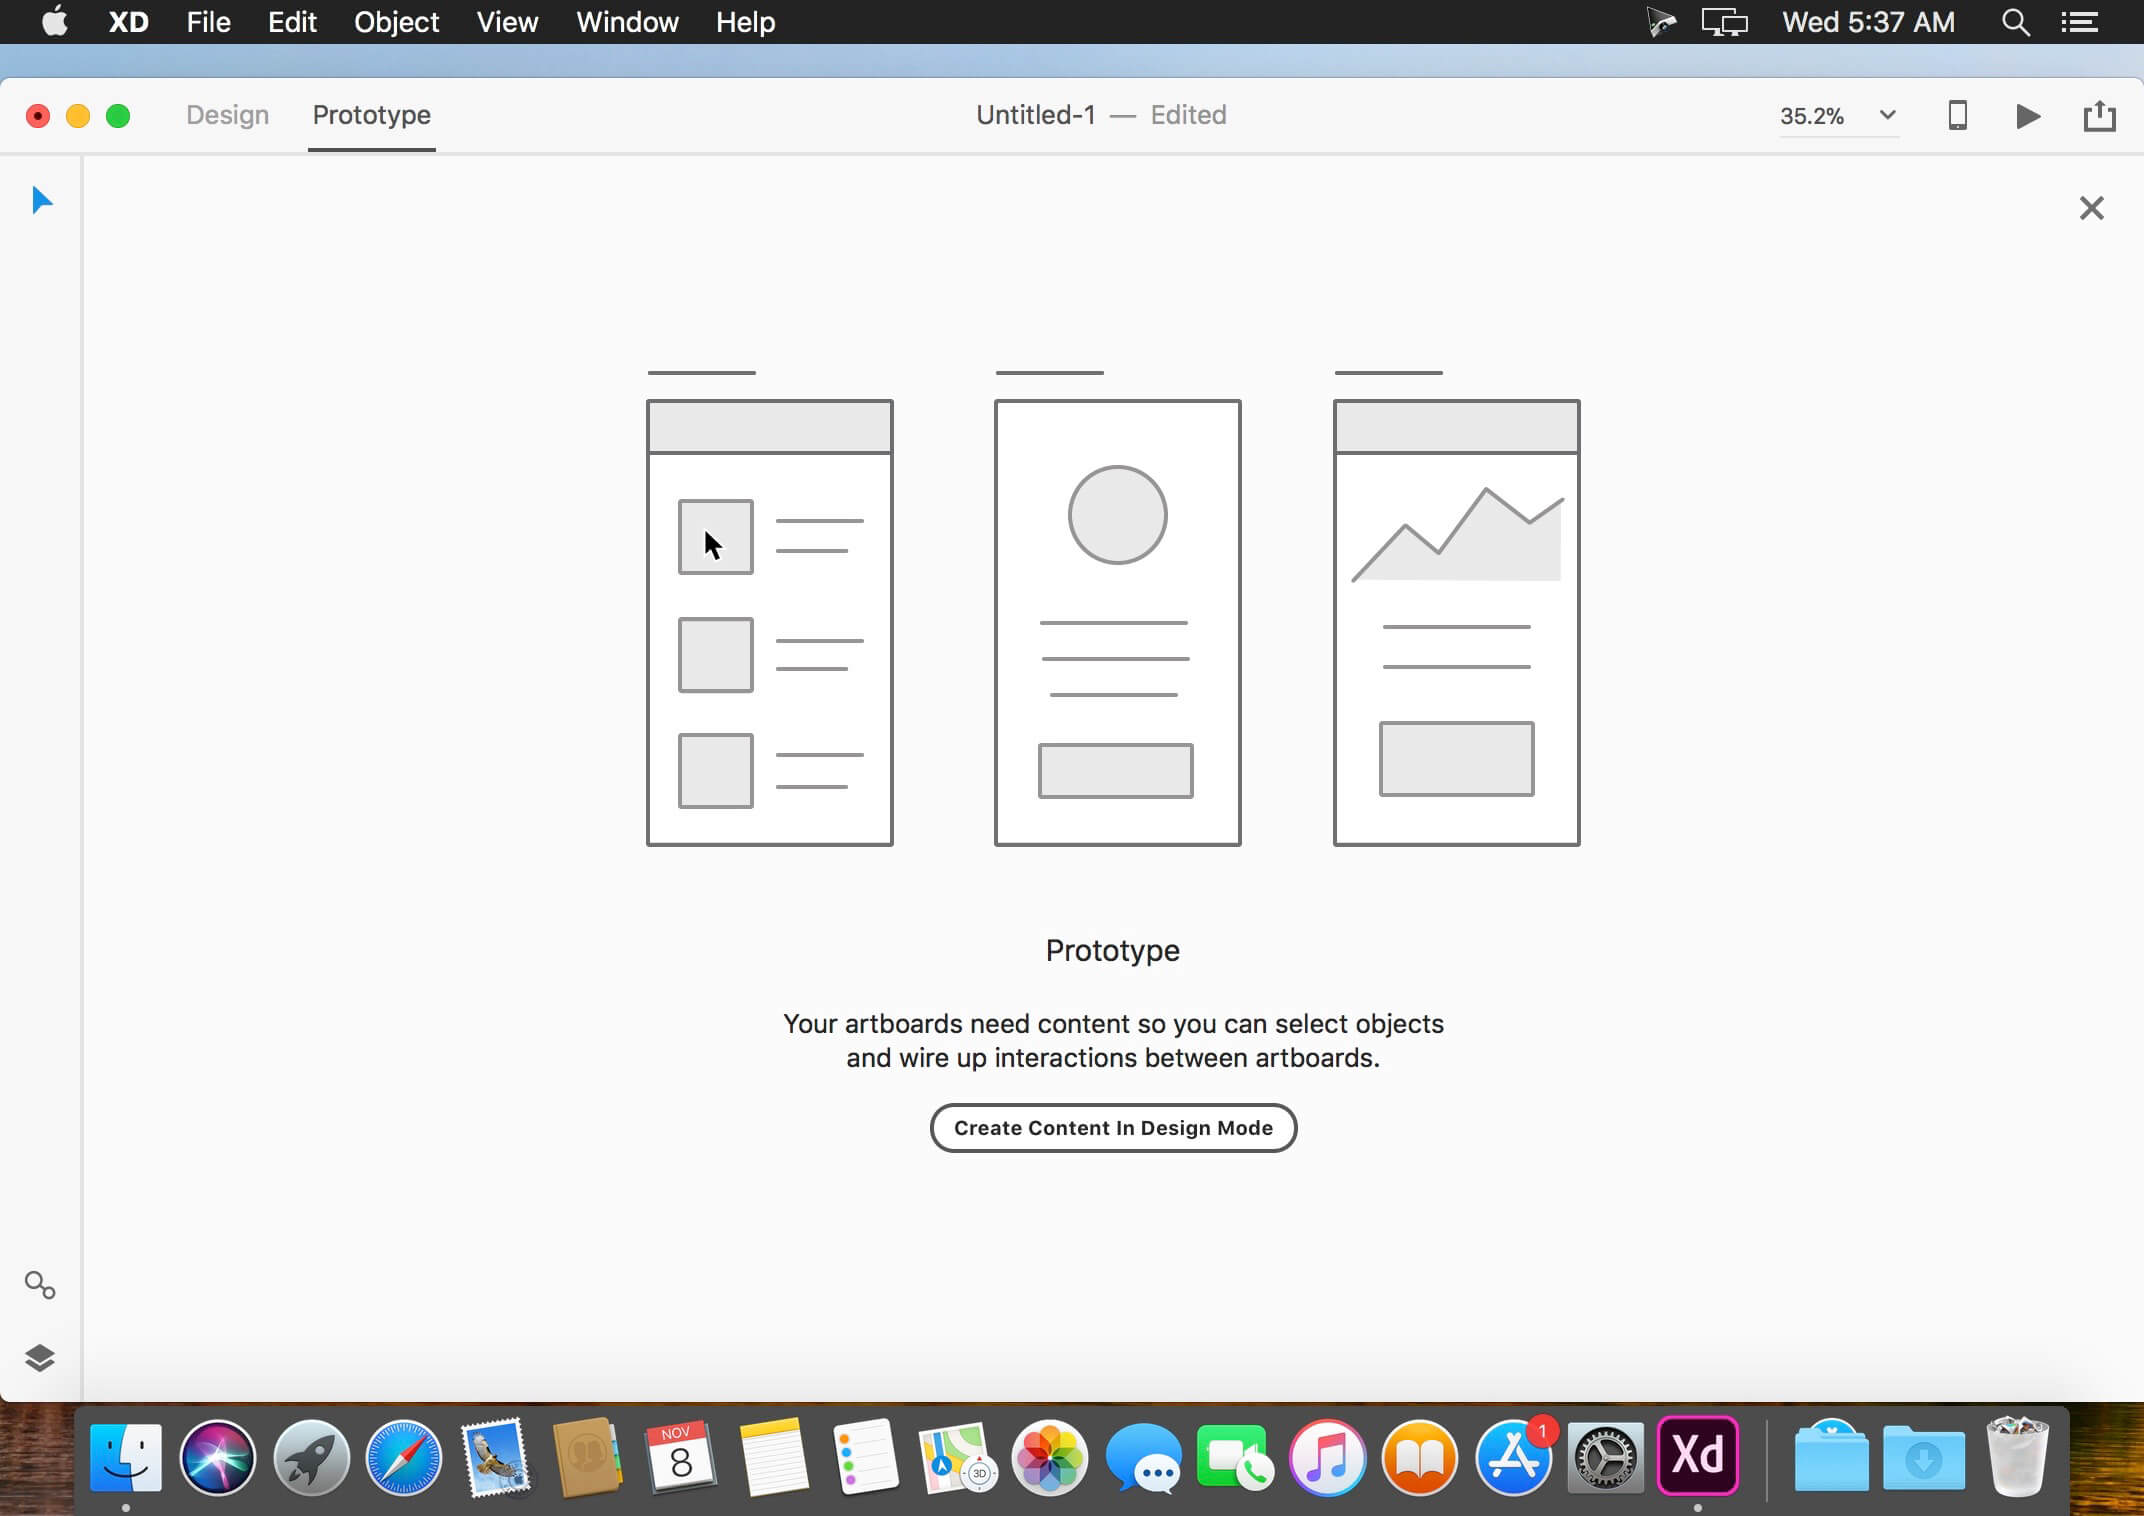 XD File Edit Object View Window Help Wed 5:37 AM
Design Prototype Untitled-1 — Edited 35.2%
Prototype
Your artboards need content so you can select objects
and wire up interactions between artboards.
Create Content In Design Mode
NOV
8
3D
1
Xd